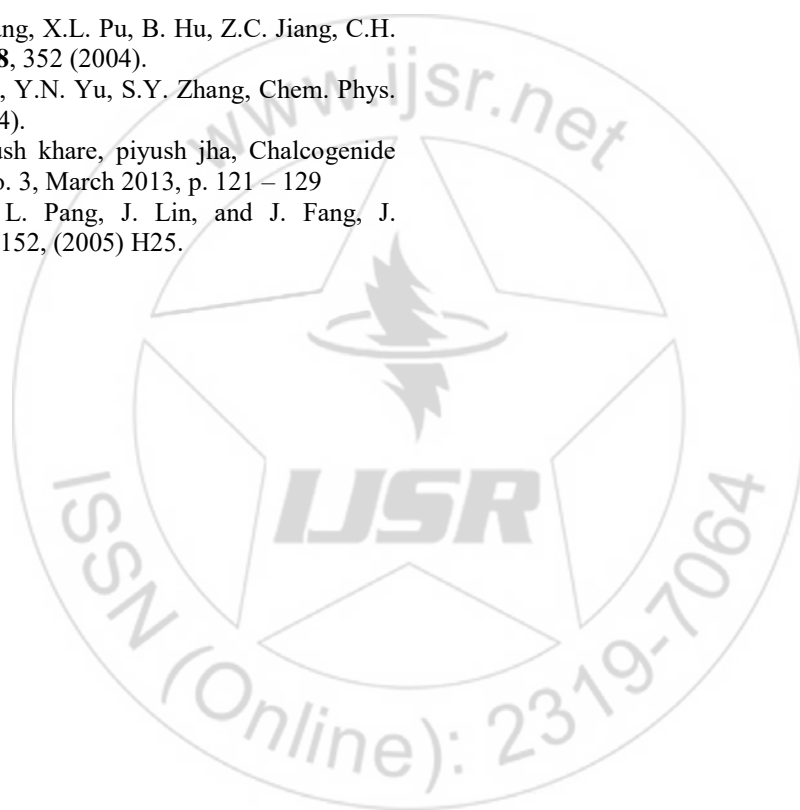 ang, X.L. Pu, B. Hu, Z.C. Jiang, C.H.
8, 352 (2004).
, Y.N. Yu, S.Y. Zhang, Chem. Phys.
4).
ush khare, piyush jha, Chalcogenide
o. 3, March 2013, p. 121 – 129
L. Pang, J. Lin, and J. Fang, J.
152, (2005) H25.
www.ijsr.net
IJSR
ISSN (Online): 2319-7064